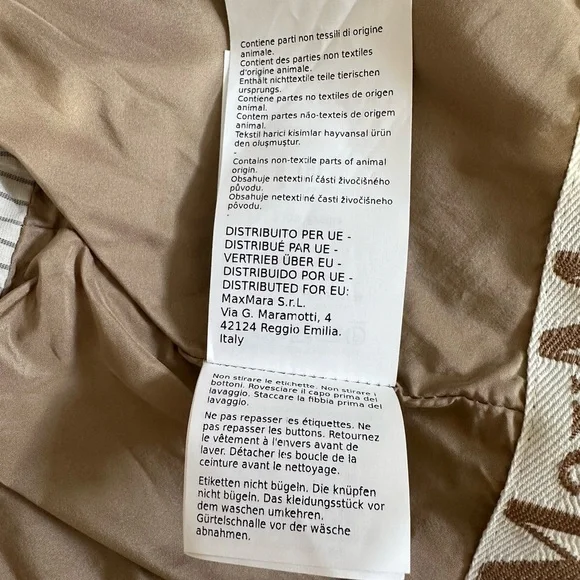 Contiene parti non tessili di origine
animale.
Contient des parties non textiles
d'origine animale.
Enthält nichttextile teile tierischen
ursprungs.
Contiene partes no textiles de origen
animal.
Contem partes não-texteis de origem
animal.
Tekstil harici kisimlar hayvansal ürün
den oluşmuştur
-
Contains non-textile parts of animal
origin.
Obsahuje netextilní části živočišného
původu.
Obsahuje netextilné časti živočišného
pôvodu.
-
DISTRIBUITO PER UE -
DISTRIBUÉ PAR UE -
VERTRIEB ÜBER EU -
DISTRIBUIDO POR UE -
DISTRIBUTED FOR EU:
MaxMara S.r.L.
Via G. Maramotti, 4
42124 Reggio Emilia.
Italy
Non stirare le etichette. Non stirare i
bottoni. Rovesciare il capo prima del
lavaggio. Staccare la fibbia prima del
lavaggio.
Ne pas repasser les étiquettes. Ne
pas repasser les buttons. Retournez
le vêtement à l'envers avant de
laver. Détacher les boucle de la
ceinture avant le nettoyage.
Etiketten nicht bügeln. Die knüpfen
nicht bügeln. Das kleidungsstück vor
dem waschen umkehren.
Gürtelschnalle vor der wäsche
abnahmen.